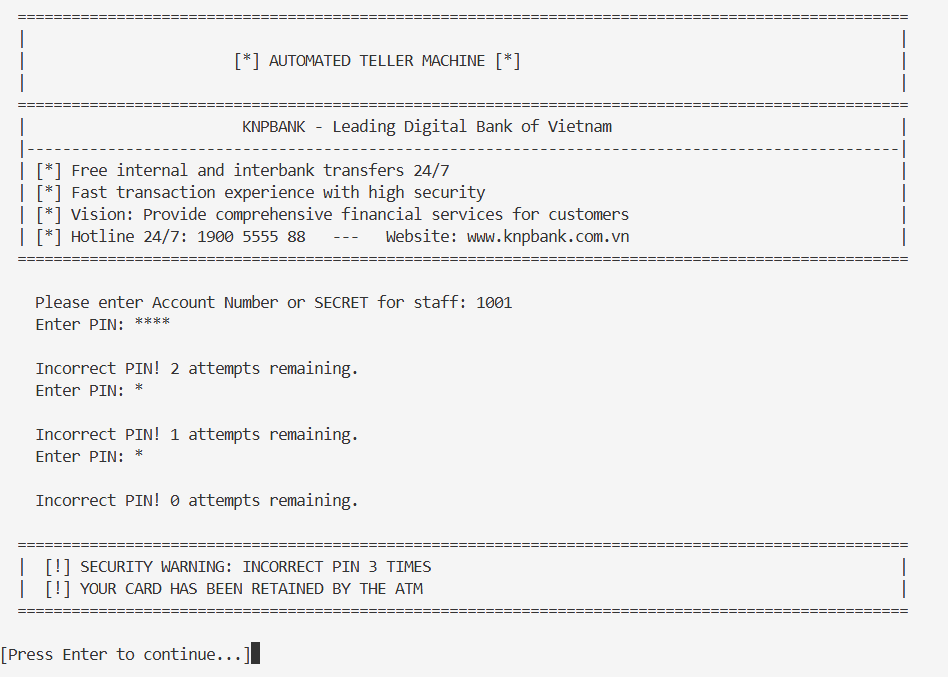 ===================================================================================================
|                                                                                                 |
|                       [*] AUTOMATED TELLER MACHINE [*]                                          |
|                                                                                                 |
===================================================================================================
|                        KNPBANK - Leading Digital Bank of Vietnam                                |
|-------------------------------------------------------------------------------------------------|
| [*] Free internal and interbank transfers 24/7                                                  |
| [*] Fast transaction experience with high security                                              |
| [*] Vision: Provide comprehensive financial services for customers                              |
| [*] Hotline 24/7: 1900 5555 88   ---   Website: www.knpbank.com.vn                              |
===================================================================================================
Please enter Account Number or SECRET for staff: 1001
Enter PIN: ****
Incorrect PIN! 2 attempts remaining.
Enter PIN: *
Incorrect PIN! 1 attempts remaining.
Enter PIN: *
Incorrect PIN! 0 attempts remaining.
===================================================================================================
|  [!] SECURITY WARNING: INCORRECT PIN 3 TIMES                                                    |
|  [!] YOUR CARD HAS BEEN RETAINED BY THE ATM                                                     |
===================================================================================================
[Press Enter to continue...]